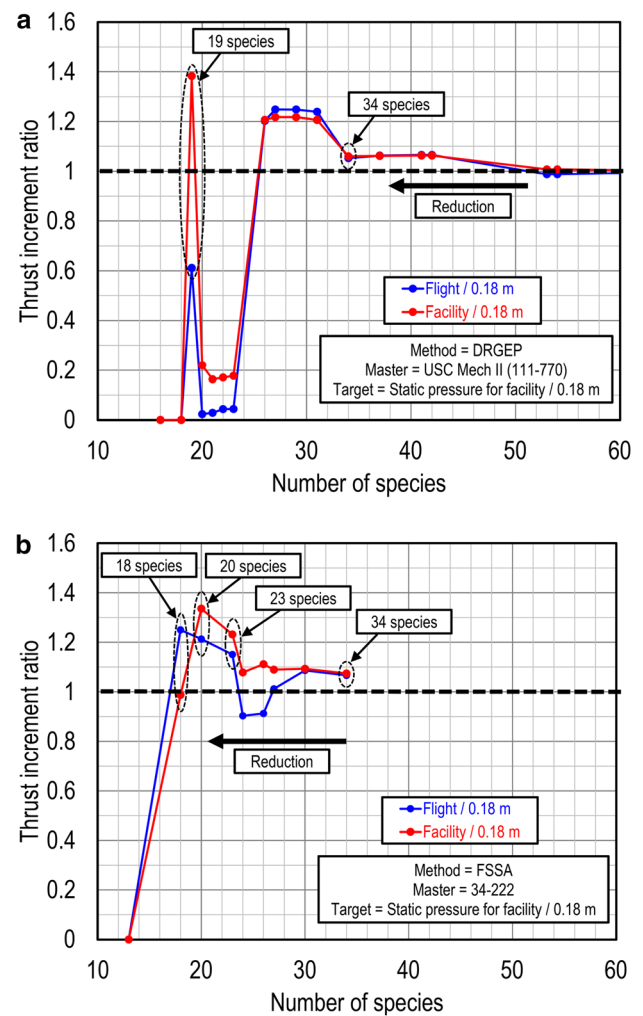 a
1.6
1.4
1.2
1
0.8
0.6
0.4
0.2
0
Thrust increment ratio
19 species
34 species
Reduction
Flight / 0.18 m
Facility / 0.18 m
Method = DRGEP
Master = USC Mech II (111-770)
Target = Static pressure for facility / 0.18 m
10 20 30 40 50 60
Number of species
b
1.6
1.4
1.2
1
0.8
0.6
0.4
0.2
0
Thrust increment ratio
18 species
20 species
23 species
34 species
Reduction
Flight / 0.18 m
Facility / 0.18 m
Method = FSSA
Master = 34-222
Target = Static pressure for facility / 0.18 m
10 20 30 40 50 60
Number of species